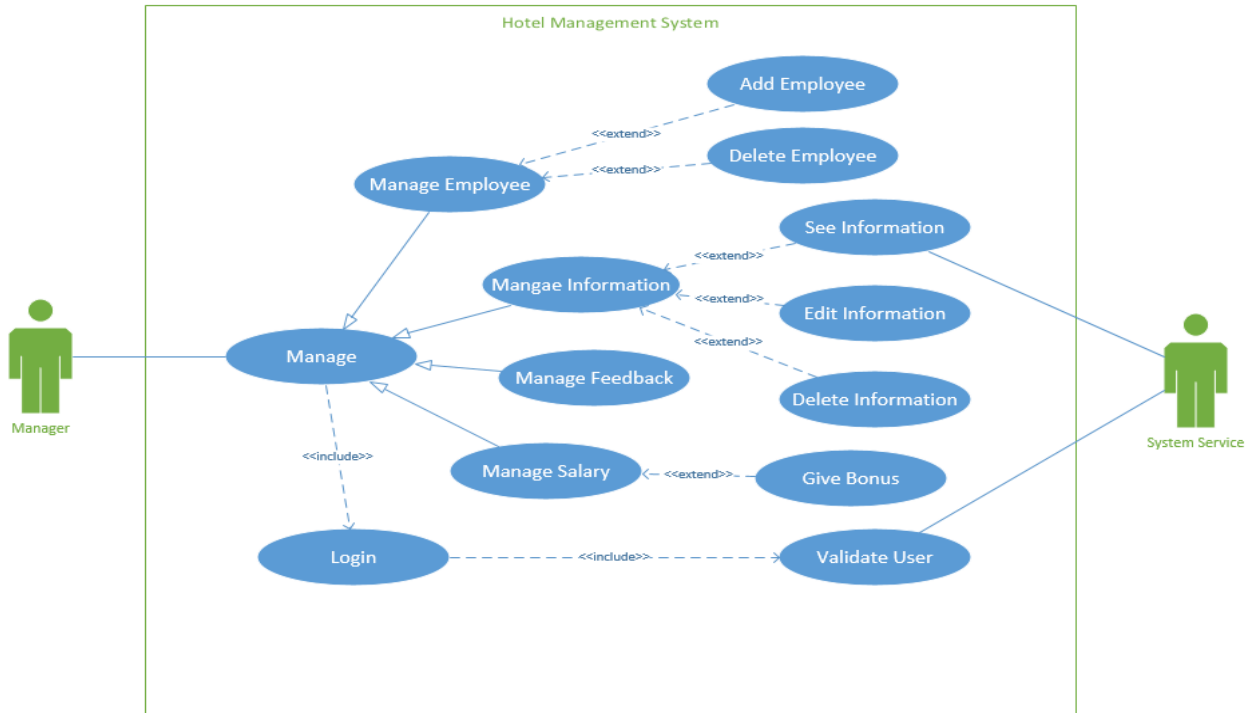 Hotel Management System
Add Employee
<<extend>>
Delete Employee
<<extend>>
Manage Employee
See Information
<<extend>>
Mangae Information
<<extend>>
Edit Information
<<extend>>
Manage
Manage Feedback
Delete Information
Manager
System Service
<<include>>
Manage Salary
<<extend>>
Give Bonus
Login
<<include>>
Validate User